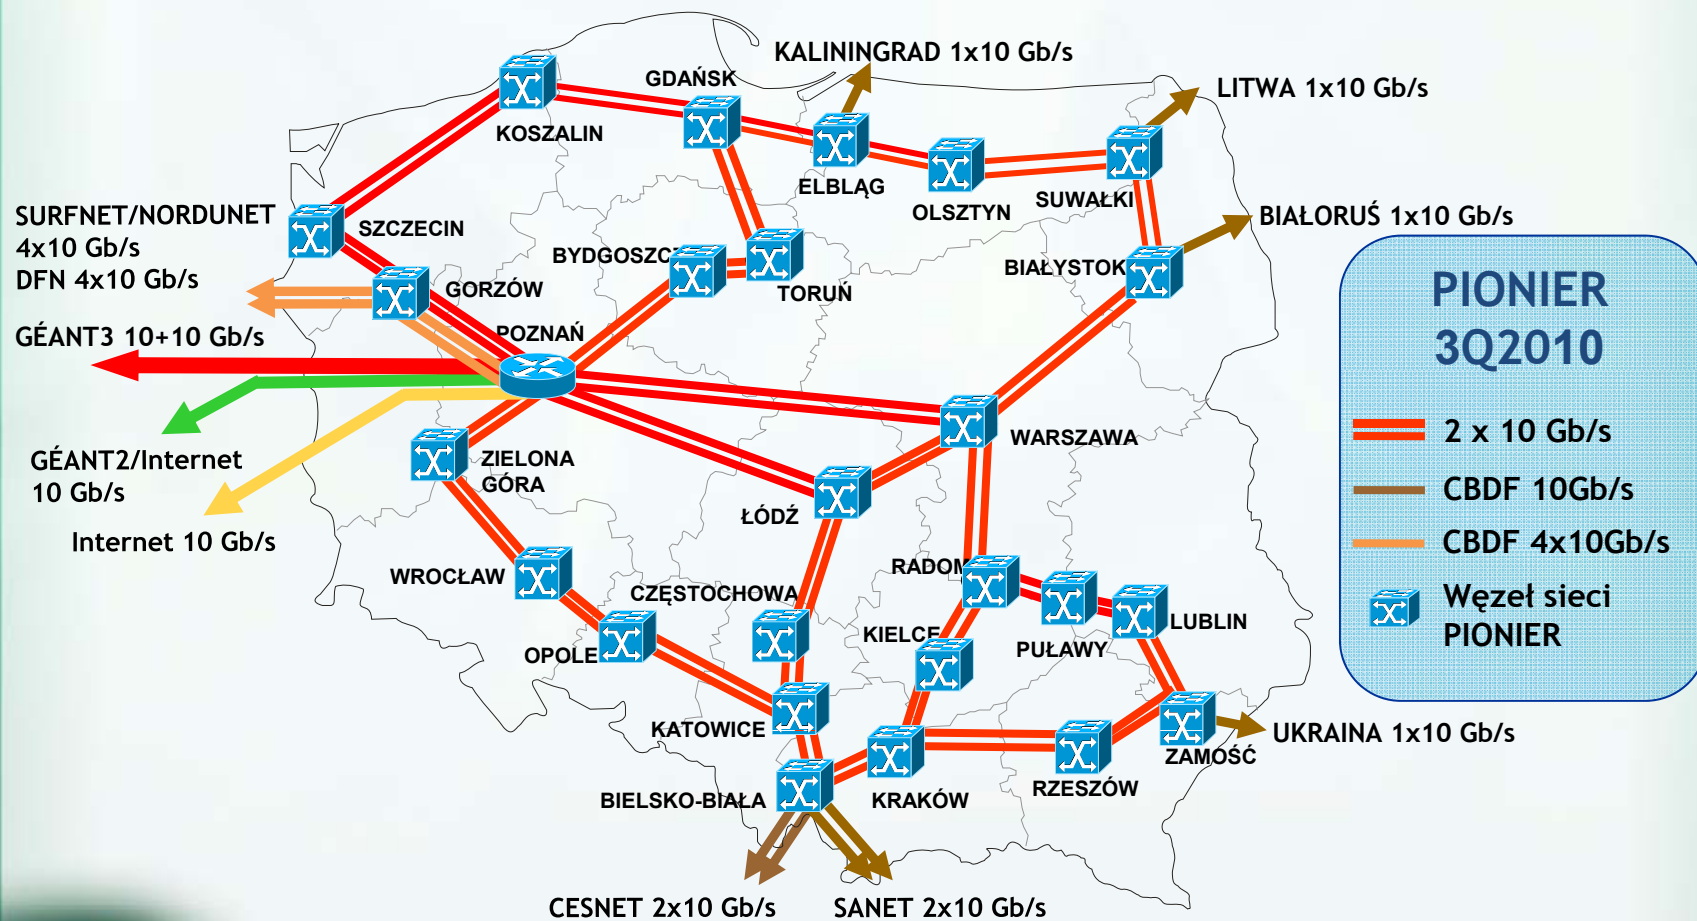 KALININGRAD 1x10 Gb/s
GDAŃSK
LITWA 1x10 Gb/s
KOSZALIN
ELBLĄG
OLSZTYN
SUWAŁKI
SURFNET/NORDUNET
4x10 Gb/s
DFN 4x10 Gb/s
SZCZECIN
BIAŁORUŚ 1x10 Gb/s
BYDGOSZC
BIAŁYSTOK
TORUŃ
GORZÓW
GÉANT3 10+10 Gb/s
POZNAŃ
PIONIER
3Q2010
2 x 10 Gb/s
CBDF 10Gb/s
CBDF 4x10Gb/s
Węzeł sieci
PIONIER
WARSZAWA
GÉANT2/Internet
10 Gb/s
ZIELONA
GÓRA
Internet 10 Gb/s
ŁÓDŹ
WROCŁAW
CZĘSTOCHOWA
RADOM
OPOLE
KIELCE
PUŁAWY
LUBLIN
KATOWICE
UKRAINA 1x10 Gb/s
ZAMOŚĆ
BIELSKO-BIAŁA
KRAKÓW
RZESZÓW
CESNET 2x10 Gb/s
SANET 2x10 Gb/s